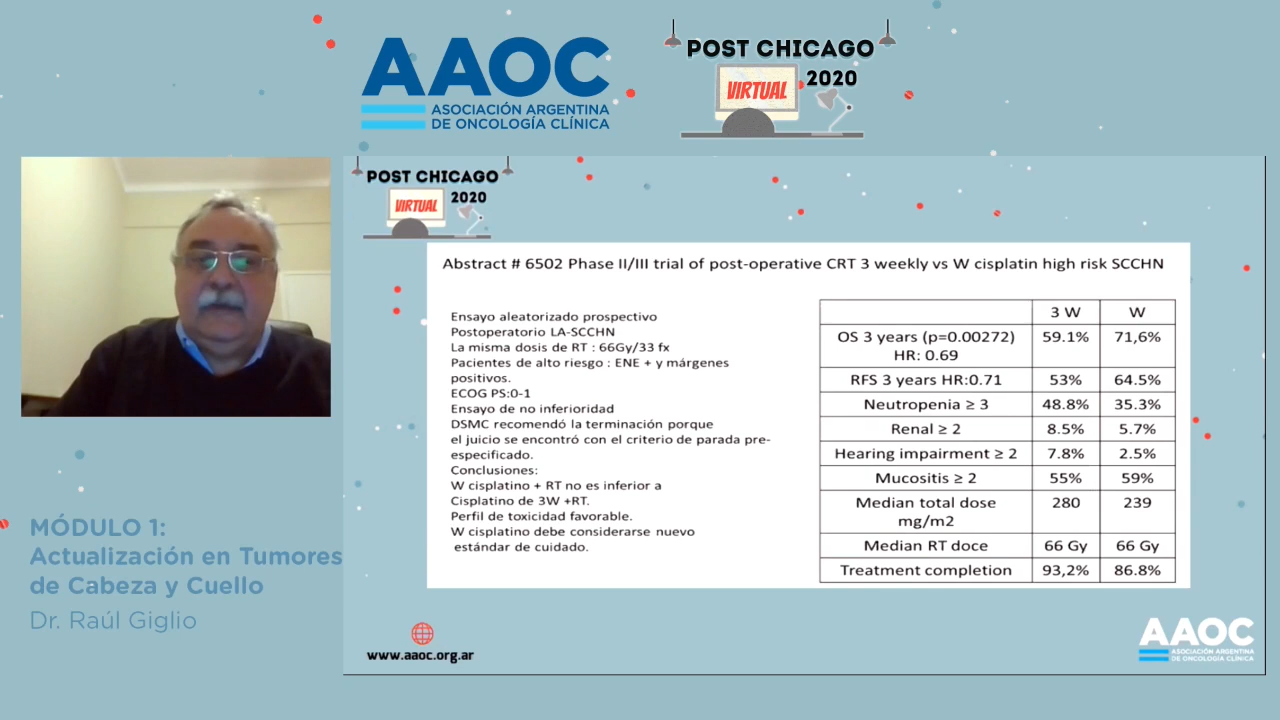 AAOC
ASOCIACIÓN ARGENTINA
DE ONCOLOGÍA CLÍNICA
POST CHICAGO
2020
VIRTUAL
POST CHICAGO
2020
VIRTUAL
Abstract # 6502 Phase II/III trial of post-operative CRT 3 weekly vs W cisplatin high risk SCCHN
Ensayo aleatorizado prospectivo
Postoperatorio LA-SCCHN
La misma dosis de RT : 66Gy/33 fx
Pacientes de alto riesgo : ENE + y márgenes
positivos.
ECOG PS:0-1
Ensayo de no inferioridad
DSMC recomendó la terminación porque
el juicio se encontró con el criterio de parada pre-
especificado.
Conclusiones:
W cisplatino + RT no es inferior a
Cisplatino de 3W +RT.
Perfil de toxicidad favorable.
W cisplatino debe considerarse nuevo
estándar de cuidado.
3 W W
OS 3 years (p=0.00272) 59.1% 71,6%
HR: 0.69
RFS 3 years HR:0.71 53% 64.5%
Neutropenia ≥ 3 48.8% 35.3%
Renal ≥ 2 8.5% 5.7%
Hearing impairment ≥ 2 7.8% 2.5%
Mucositis ≥ 2 55% 59%
Median total dose 280 239
mg/m2
Median RT doce 66 Gy 66 Gy
Treatment completion 93,2% 86.8%
MÓDULO 1:
Actualización en Tumores
de Cabeza y Cuello
Dr. Raúl Giglio
www.aaoc.org.ar
AAOC
ASOCIACIÓN ARGENTINA
DE ONCOLOGÍA CLÍNICA